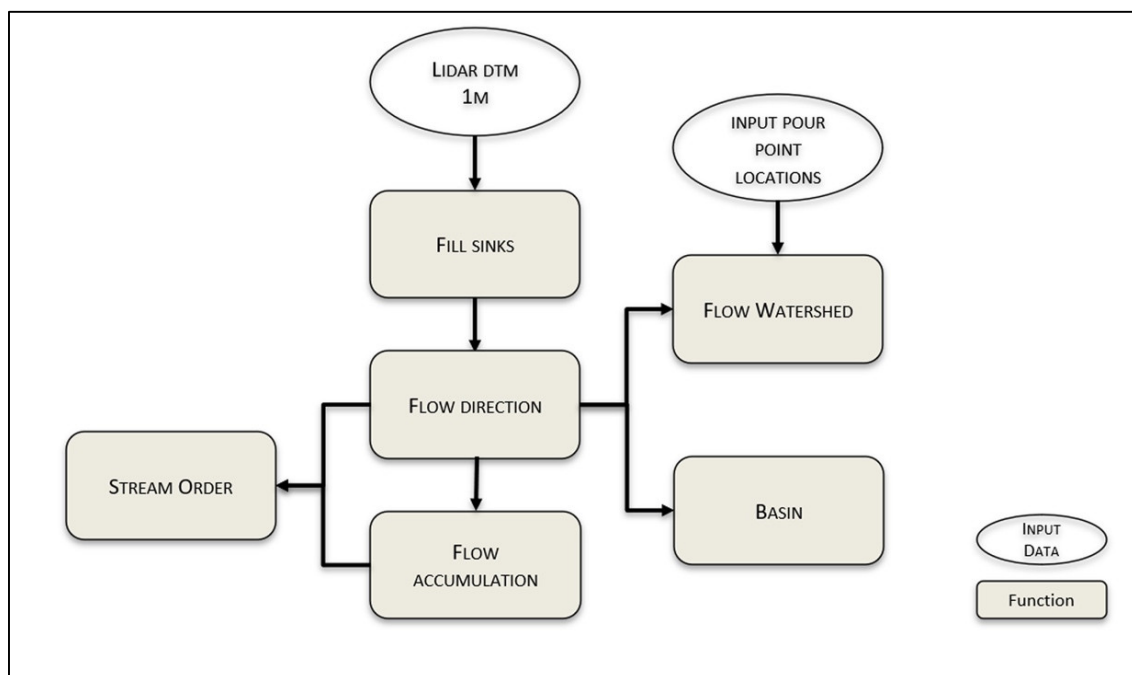 LIDAR DTM
1M
INPUT POUR
POINT
LOCATIONS
FILL SINKS
FLOW WATERSHED
FLOW DIRECTION
STREAM ORDER
BASIN
FLOW
ACCUMULATION
INPUT
DATA
Function